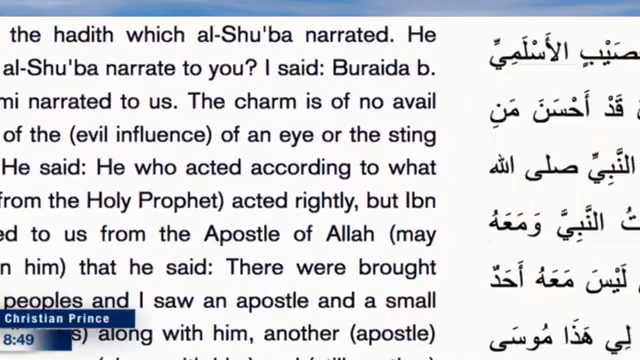 the hadith which al-Shu'ba narrated. He
al-Shu'ba narrate to you? I said: Buraida b.
mi narrated to us. The charm is of no avail
of the (evil influence) of an eye or the sting
He said: He who acted according to what
from the Holy Prophet) acted rightly, but Ibn
ed to us from the Apostle of Allah (may
n him) that he said: There were brought
peoples and I saw an apostle and a small
s) along with him, another (apostle)
صَيْبٍ الأَسْلَمِيِّ
قَدْ أَحْسَنَ مَنِ
النَّبِيِّ صلى الله
تُ النَّبِيَّ وَمَعَهُ
لَيْسَ مَعَهُ أَحَدٌ
لِي هَذَا مُوسَى
Christian Prince
8:49